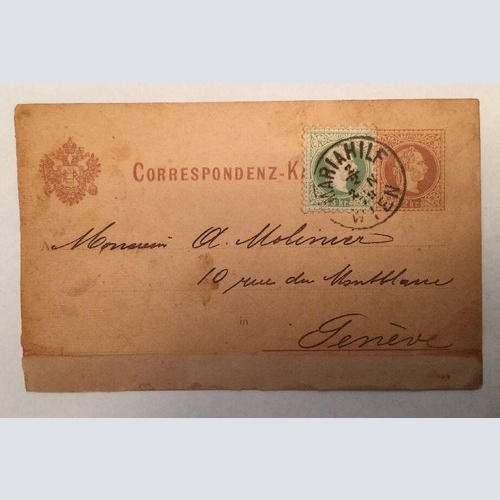 CORRESPONDENZ-K
MARIAHILF
WIEN
Monsieur A. Molinier
10 rue du Montblanc
in
Genève